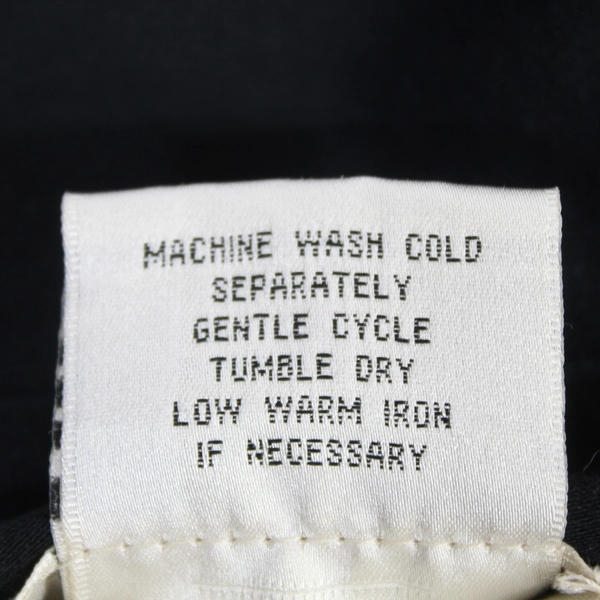 MACHINE WASH COLD
SEPARATELY
GENTLE CYCLE
TUMBLE DRY
LOW WARM IRON
IF NECESSARY